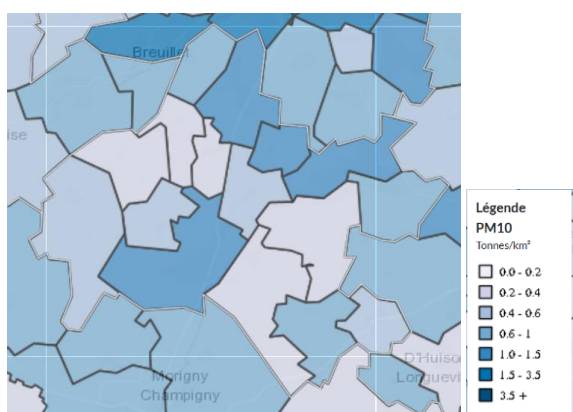 Breuillet
ise
D'Huiso
Longuevi
Morigny
Champigny
Légende
PM10
Tonnes/km²
0.0 - 0.2
0.2 - 0.4
0.4 - 0.6
0.6 - 1
1.0 - 1.5
1.5 - 3.5
3.5 +